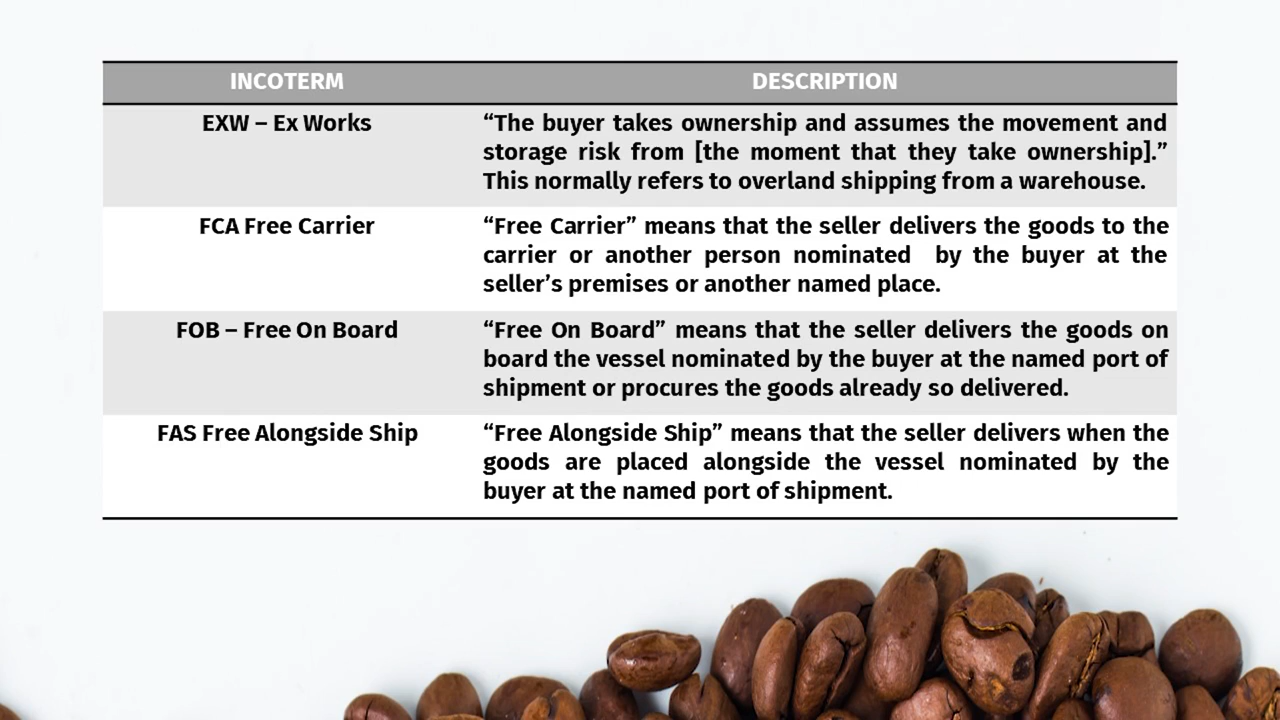 INCOTERM DESCRIPTION
EXW – Ex Works
“The buyer takes ownership and assumes the movement and
storage risk from [the moment that they take ownership].”
This normally refers to overland shipping from a warehouse.
FCA Free Carrier
“Free Carrier” means that the seller delivers the goods to the
carrier or another person nominated by the buyer at the
seller’s premises or another named place.
FOB – Free On Board
“Free On Board” means that the seller delivers the goods on
board the vessel nominated by the buyer at the named port of
shipment or procures the goods already so delivered.
FAS Free Alongside Ship
“Free Alongside Ship” means that the seller delivers when the
goods are placed alongside the vessel nominated by the
buyer at the named port of shipment.